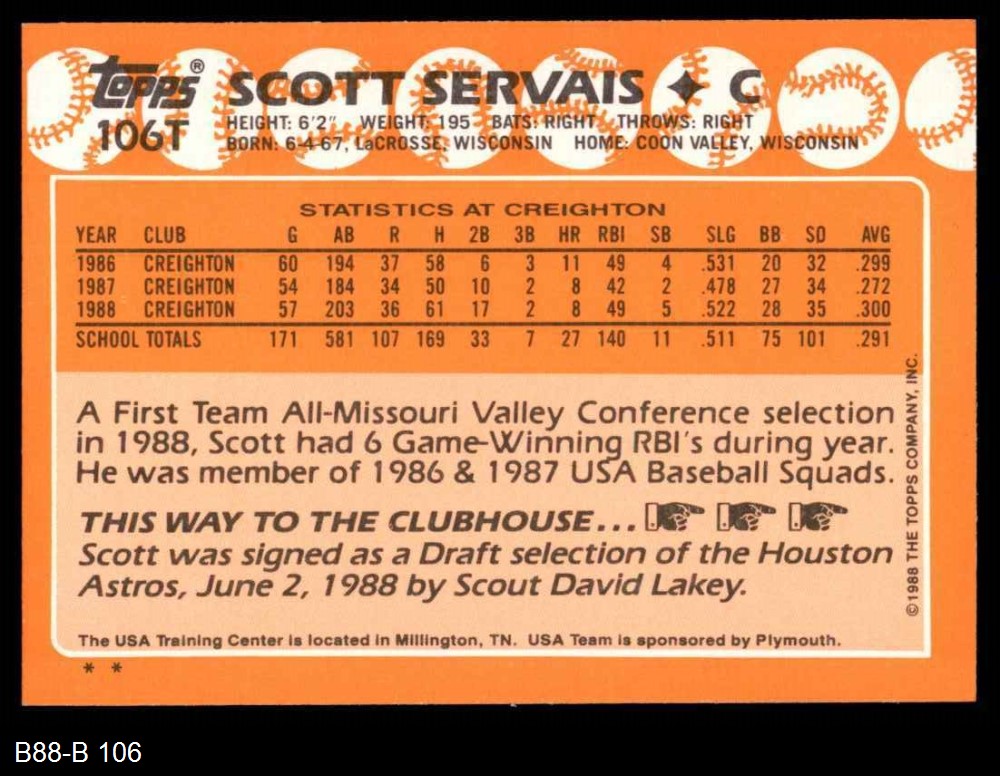 topps® SCOTT SERVAIS ✦ C
106T HEIGHT: 6'2" WEIGHT: 195 BATS: RIGHT THROWS: RIGHT
BORN: 6-4-67, LaCROSSE, WISCONSIN HOME: COON VALLEY, WISCONSIN
STATISTICS AT CREIGHTON
YEAR CLUB G AB R H 2B 3B HR RBI SB SLG BB SO AVG
1986 CREIGHTON 60 194 37 58 6 3 11 49 4 .531 20 32 .299
1987 CREIGHTON 54 184 34 50 10 2 8 42 2 .478 27 34 .272
1988 CREIGHTON 57 203 36 61 17 2 8 49 5 .522 28 35 .300
SCHOOL TOTALS 171 581 107 169 33 7 27 140 11 .511 75 101 .291
A First Team All-Missouri Valley Conference selection
in 1988, Scott had 6 Game-Winning RBI's during year.
He was member of 1986 & 1987 USA Baseball Squads.
THIS WAY TO THE CLUBHOUSE...
Scott was signed as a Draft selection of the Houston
Astros, June 2, 1988 by Scout David Lakey.
The USA Training Center is located in Millington, TN. USA Team is sponsored by Plymouth.
©1988 THE TOPPS COMPANY, INC.
* *
B88-B 106